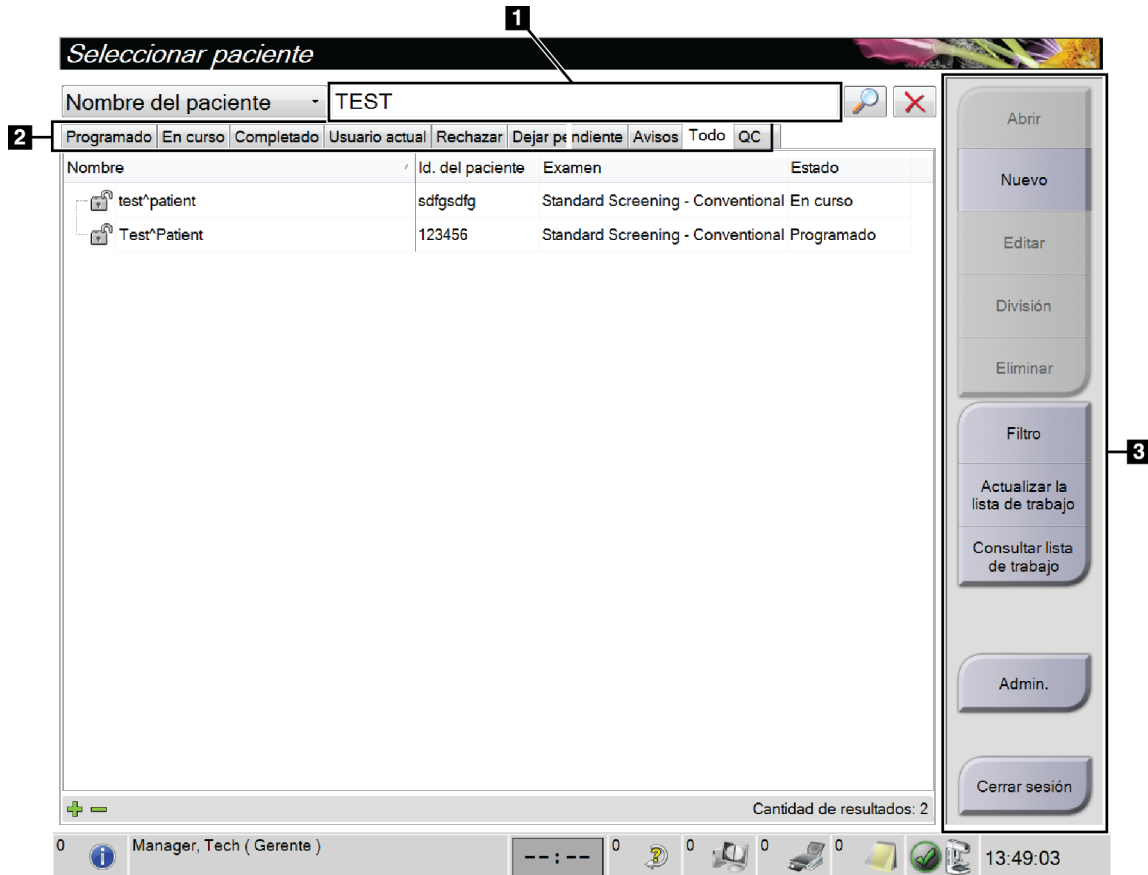 1
Seleccionar paciente
Nombre del paciente TEST
2
Programado En curso Completado Usuario actual Rechazar Dejar pendiente Avisos Todo QC
Nombre Id. del paciente Examen Estado
test^patient sdfgsdfg Standard Screening - Conventional En curso
Test^Patient 123456 Standard Screening - Conventional Programado
Abrir
Nuevo
Editar
División
Eliminar
Filtro
3
Actualizar la
lista de trabajo
Consultar lista
de trabajo
Admin.
Cerrar sesión
Cantidad de resultados: 2
0 Manager, Tech ( Gerente ) --:-- 0 0 0 0 13:49:03